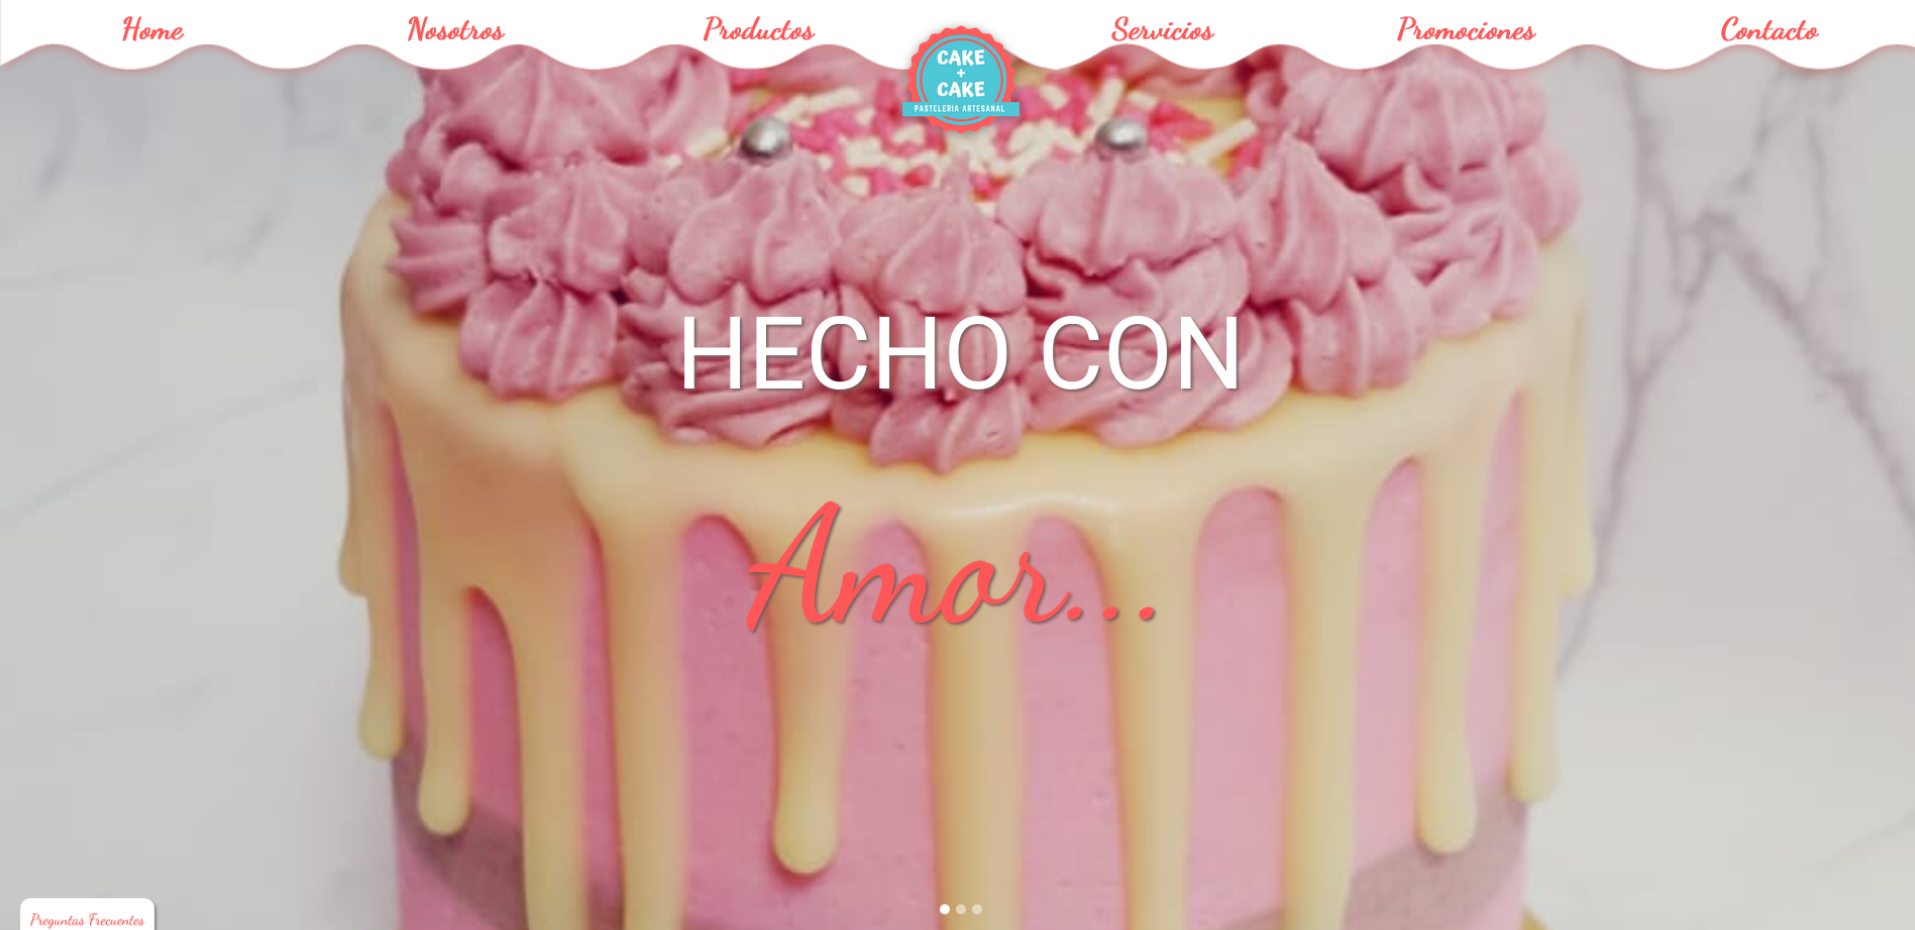 Home Nosotros Productos Servicios Promociones Contacto
CAKE
+
CAKE
PASTELERIA ARTESANAL
HECHO CON
Amor...
Preguntas Frecuentes